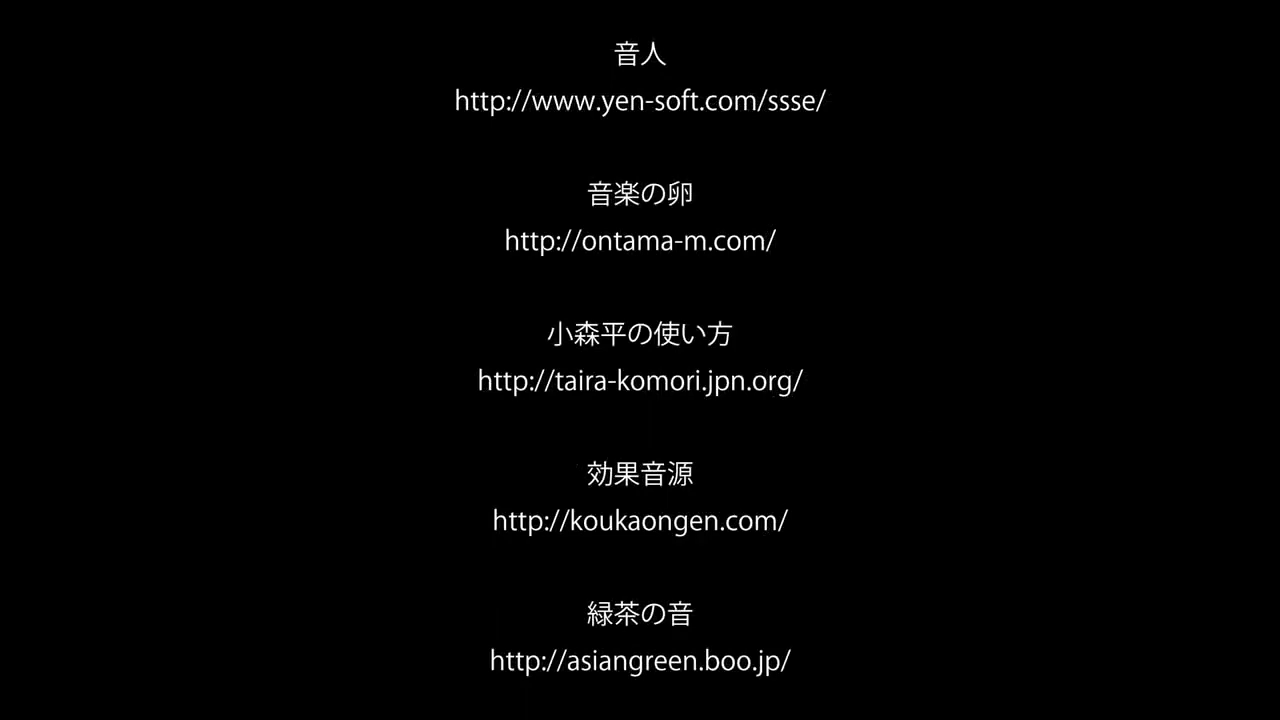 音人
http://www.yen-soft.com/ssse/
音楽の卵
http://ontama-m.com/
小森平の使い方
http://taira-komori.jpn.org/
効果音源
http://koukaongen.com/
緑茶の音
http://asiangreen.boo.jp/